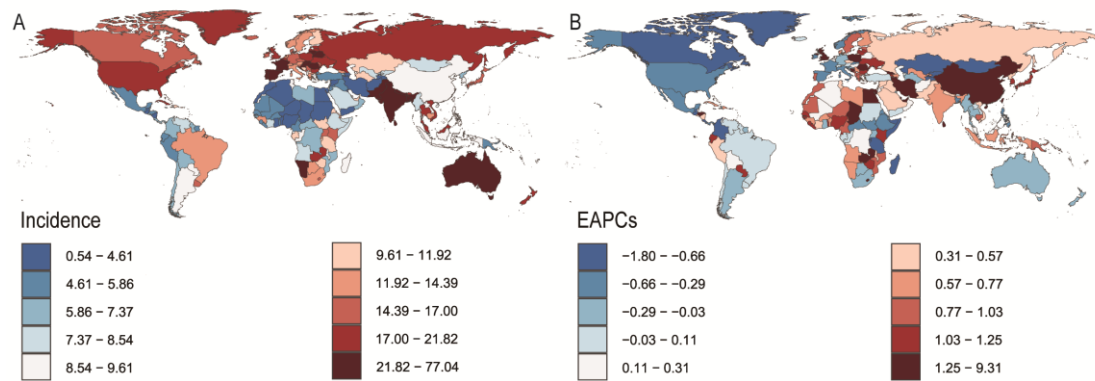 A
B
Incidence
0.54 – 4.61
4.61 – 5.86
5.86 – 7.37
7.37 – 8.54
8.54 – 9.61
9.61 – 11.92
11.92 – 14.39
14.39 – 17.00
17.00 – 21.82
21.82 – 77.04
EAPCs
−1.80 – −0.66
−0.66 – −0.29
−0.29 – −0.03
−0.03 – 0.11
0.11 – 0.31
0.31 – 0.57
0.57 – 0.77
0.77 – 1.03
1.03 – 1.25
1.25 – 9.31